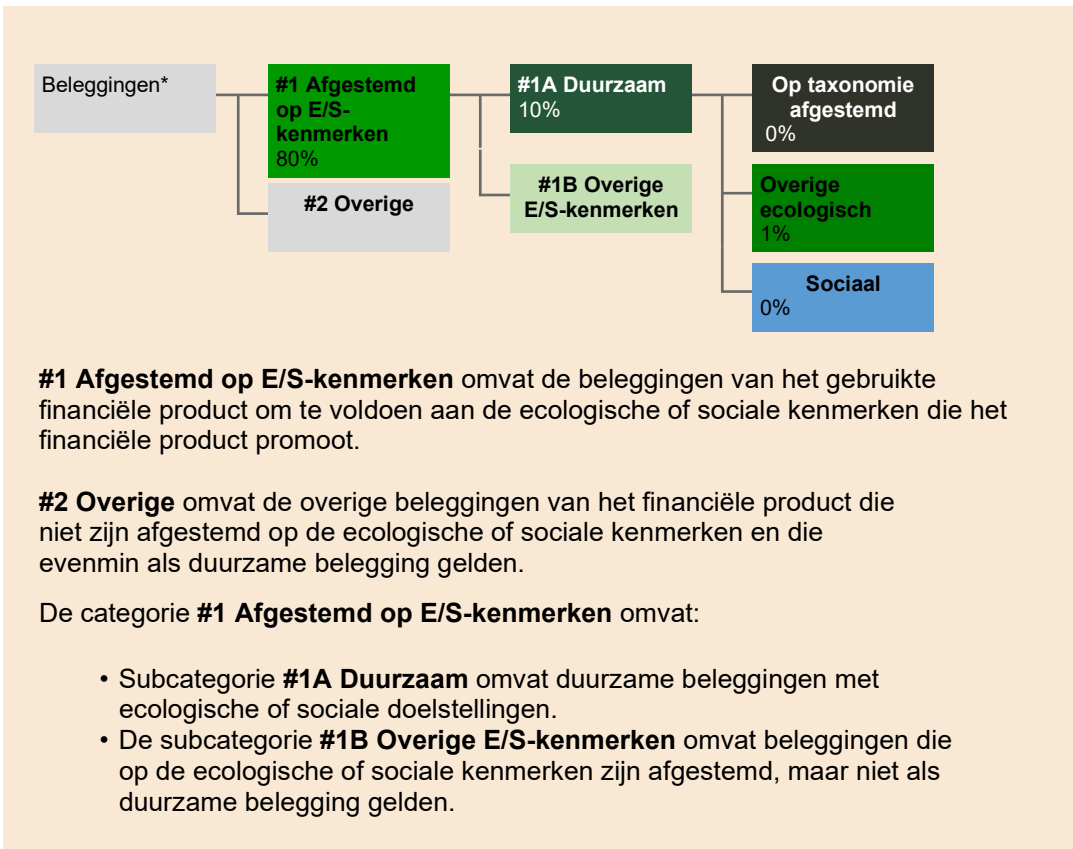 Beleggingen*
#1 Afgestemd
op E/S-
kenmerken
80%
#2 Overige
#1A Duurzaam
10%
#1B Overige
E/S-kenmerken
Op taxonomie
afgestemd
0%
Overige
ecologisch
1%
Sociaal
0%
#1 Afgestemd op E/S-kenmerken omvat de beleggingen van het gebruikte
financiële product om te voldoen aan de ecologische of sociale kenmerken die het
financiële product promoot.
#2 Overige omvat de overige beleggingen van het financiële product die
niet zijn afgestemd op de ecologische of sociale kenmerken en die
evenmin als duurzame belegging gelden.
De categorie #1 Afgestemd op E/S-kenmerken omvat:
• Subcategorie #1A Duurzaam omvat duurzame beleggingen met
ecologische of sociale doelstellingen.
• De subcategorie #1B Overige E/S-kenmerken omvat beleggingen die
op de ecologische of sociale kenmerken zijn afgestemd, maar niet als
duurzame belegging gelden.